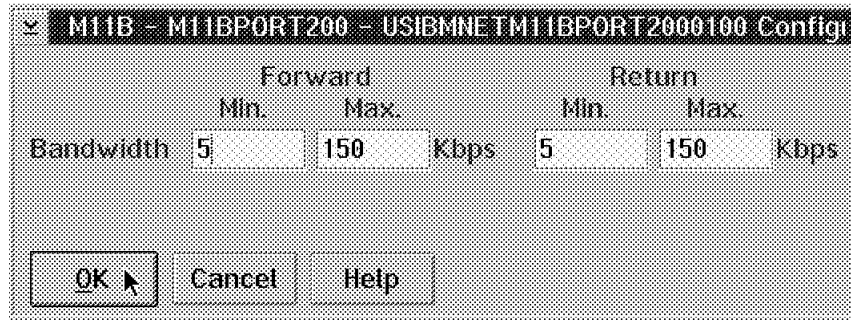 M11B - M11BPORT200 - USIBMNETM11BPORT2000100 Configu
Forward Return
Min. Max. Min. Max.
Bandwidth 5 150 Kbps 5 150 Kbps
OK Cancel Help